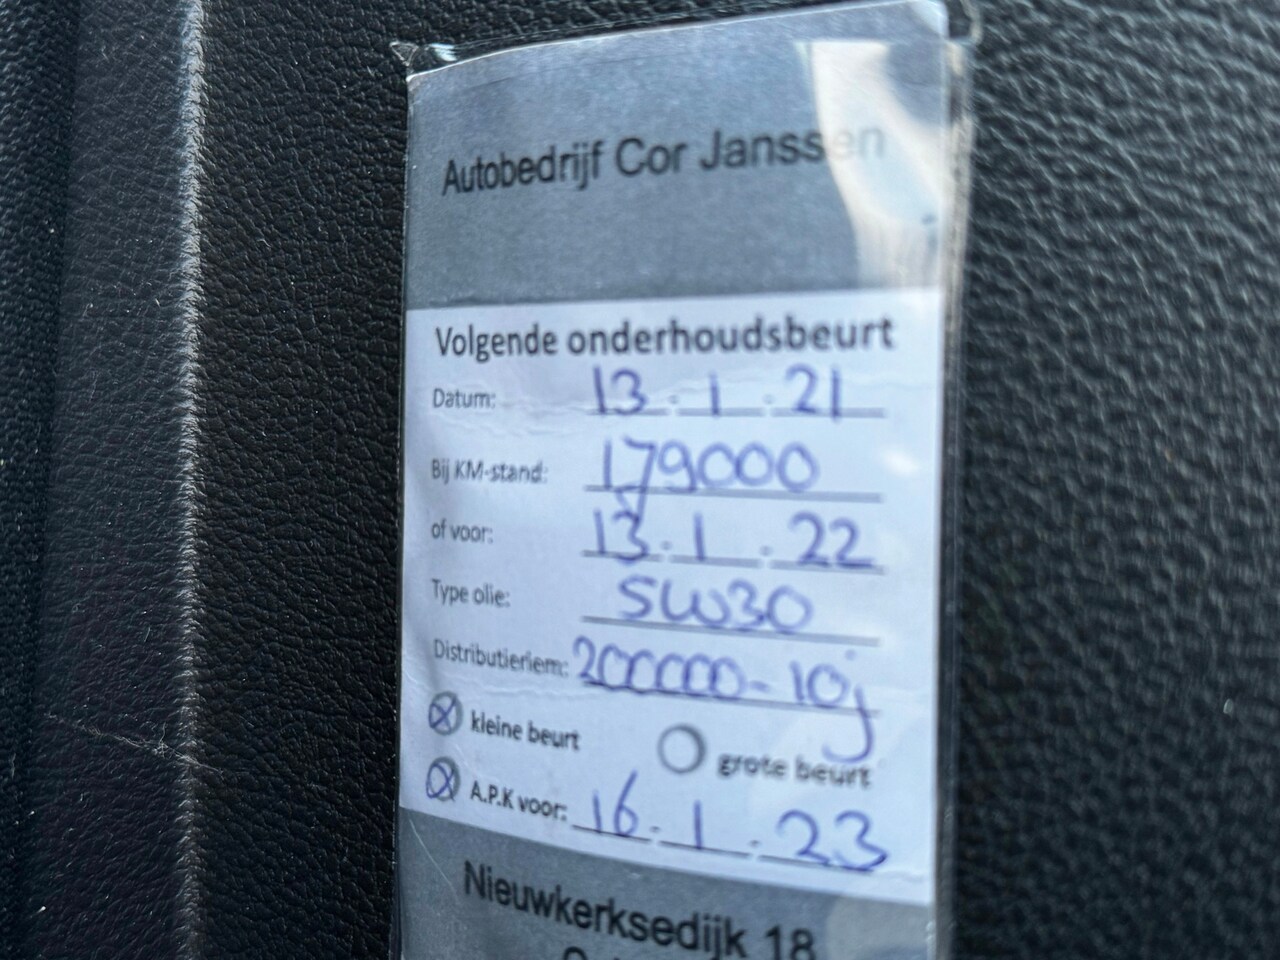 Autobedrijf Cor Janssen
Volgende onderhoudsbeurt
Datum: 13.1.21
Bij KM-stand: 179000
of voor: 13.1.22
Type olie: 5W30
Distributieriem: 200000-10j
kleine beurt grote beurt
A.P.K voor: 16.1.23
Nieuwkerksedijk 18